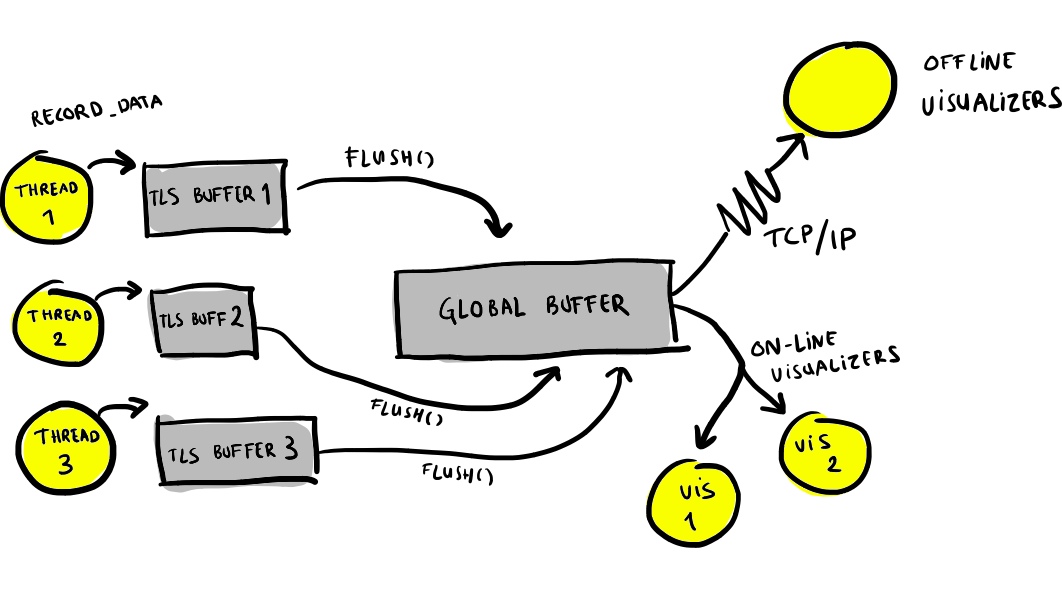 RECORD_DATA
THREAD
1
TLS BUFFER 1
FLUSH()
THREAD
2
TLS BUFF 2
FLUSH()
THREAD
3
TLS BUFFER 3
FLUSH()
GLOBAL BUFFER
TCP/IP
OFFLINE
VISUALIZERS
ON-LINE
VISUALIZERS
VIS
1
VIS
2